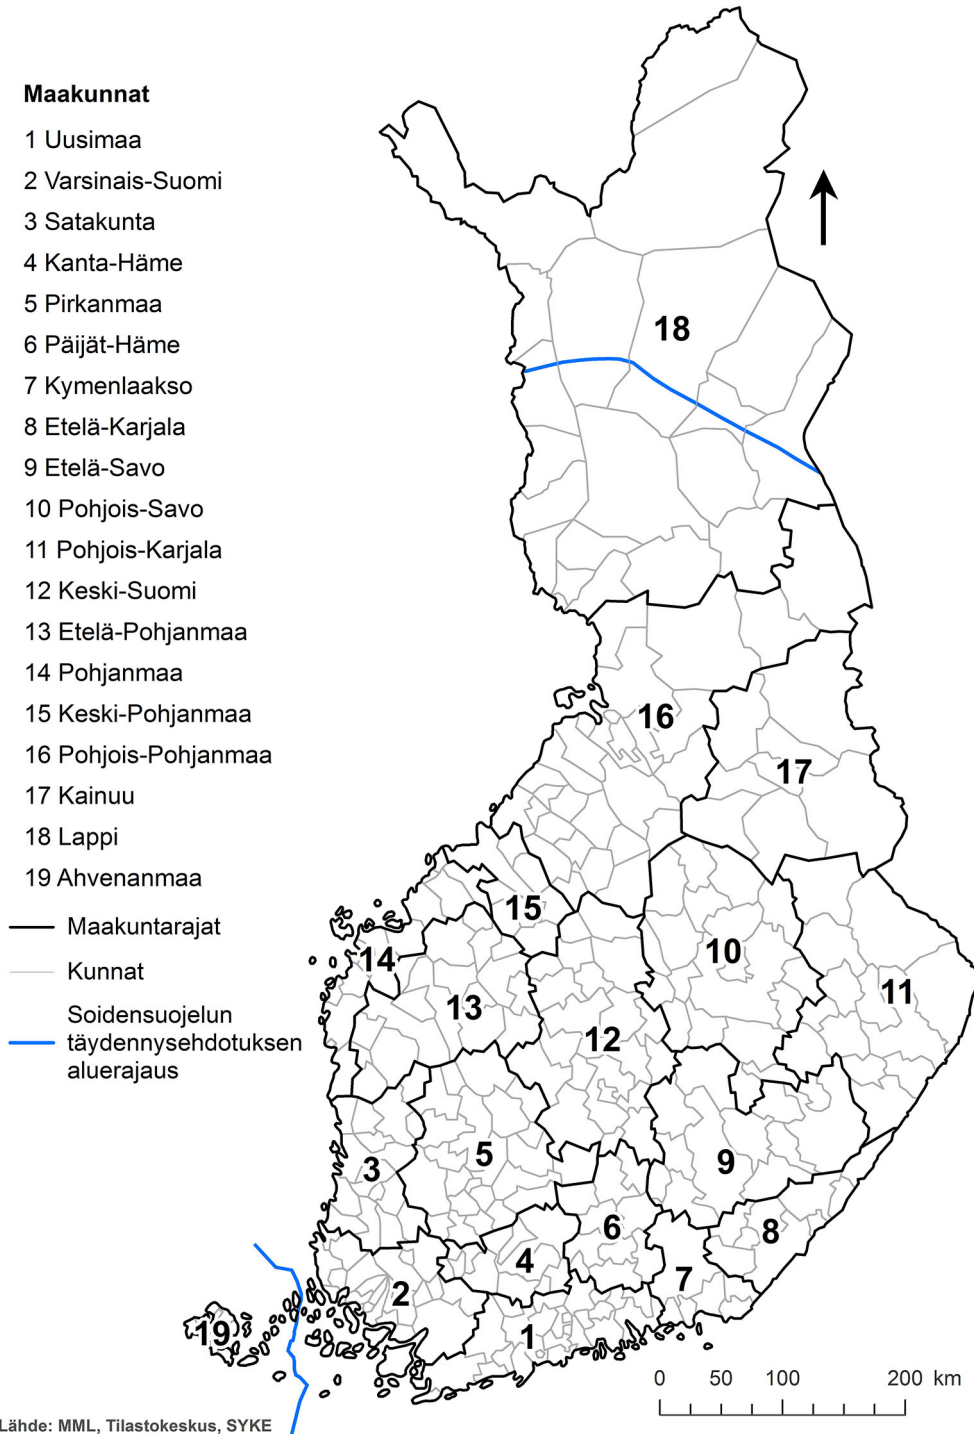 Maakunnat
1 Uusimaa
2 Varsinais-Suomi
3 Satakunta
4 Kanta-Häme
5 Pirkanmaa
6 Päijät-Häme
7 Kymenlaakso
8 Etelä-Karjala
9 Etelä-Savo
10 Pohjois-Savo
11 Pohjois-Karjala
12 Keski-Suomi
13 Etelä-Pohjanmaa
14 Pohjanmaa
15 Keski-Pohjanmaa
16 Pohjois-Pohjanmaa
17 Kainuu
18 Lappi
19 Ahvenanmaa
Maakuntarajat
Kunnat
Soidensuojelun
täydennysehdotuksen
aluerajaus
18
16
17
15
14
10
13
11
12
5
3
9
6
8
4
7
2
19
1
0 50 100 200 km
Lähde: MML, Tilastokeskus, SYKE